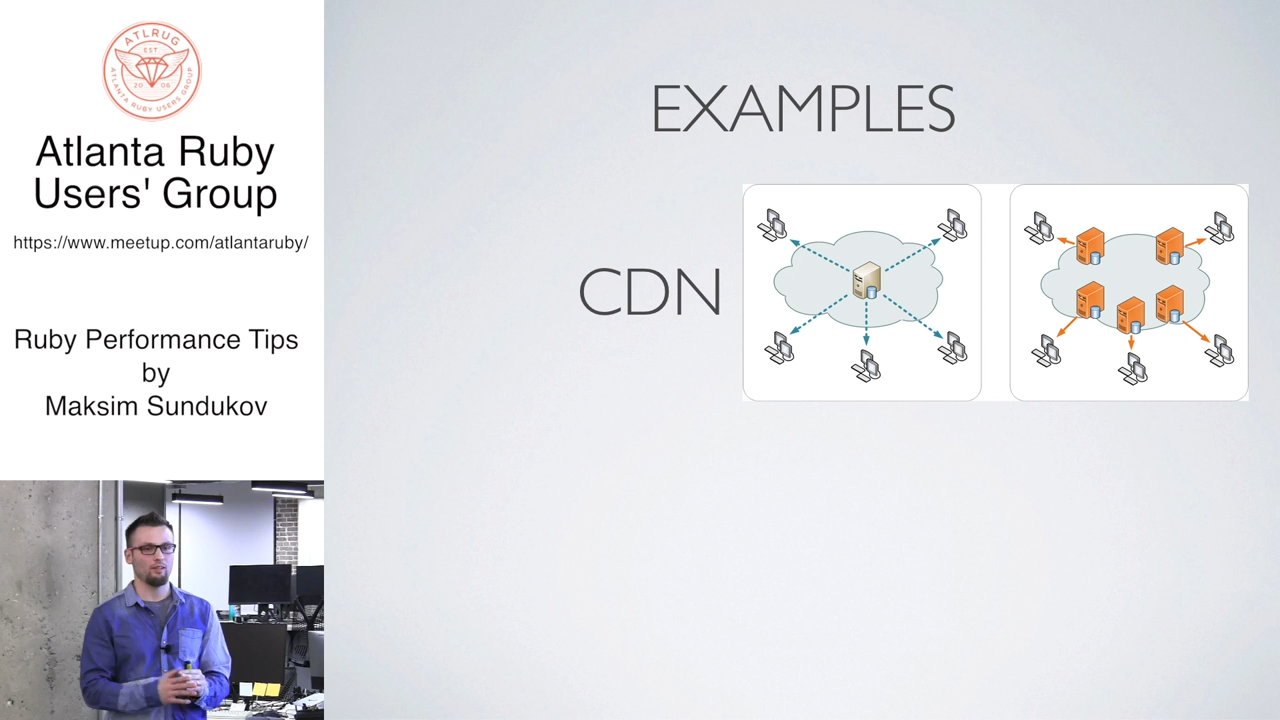 ATLRUG
EST
20 06
ATLANTA RUBY USERS GROUP
Atlanta Ruby
Users' Group
https://www.meetup.com/atlantaruby/
Ruby Performance Tips
by
Maksim Sundukov
EXAMPLES
CDN